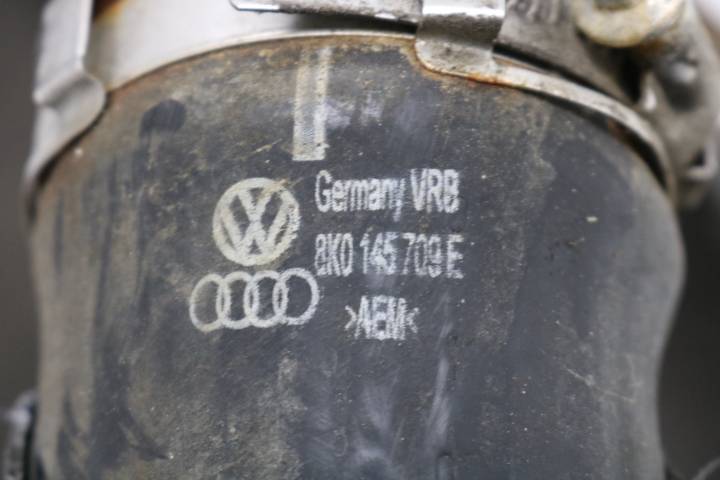 Germany VRB
8K0 145 709 E
>AEM<